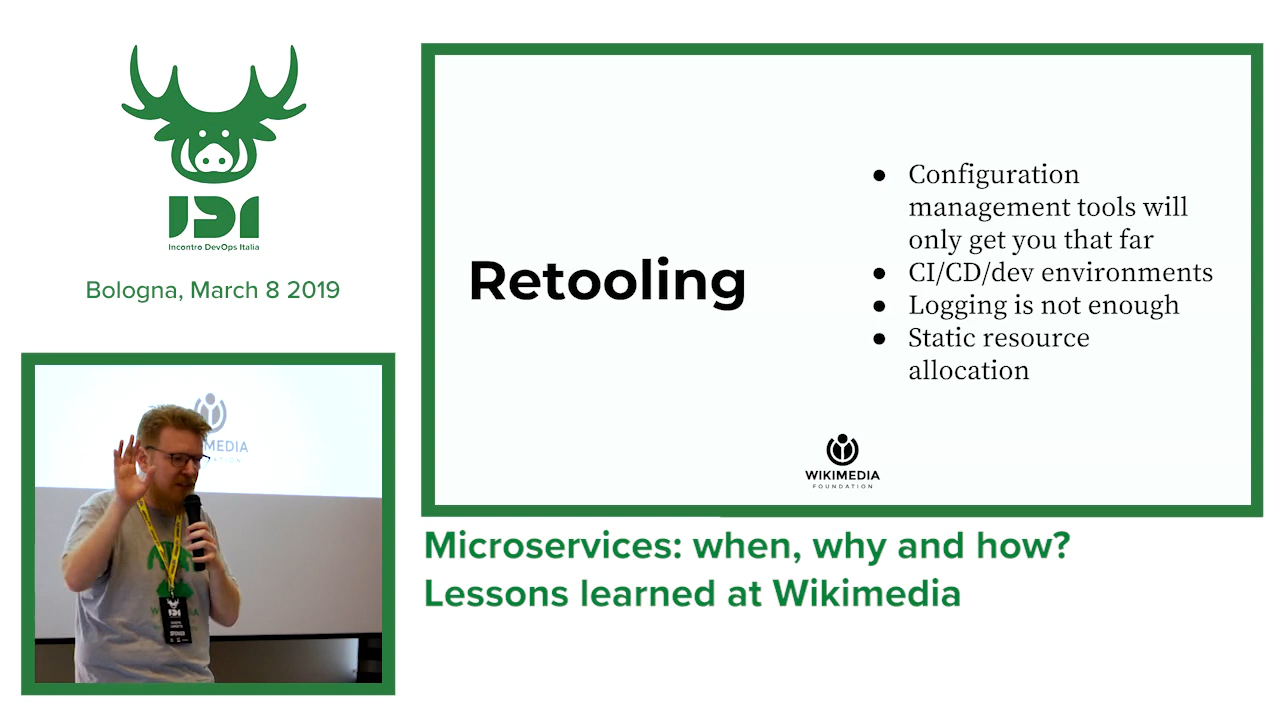 IDI
Incontro DevOps Italia
Bologna, March 8 2019
Retooling
● Configuration
management tools will
only get you that far
● CI/CD/dev environments
● Logging is not enough
● Static resource
allocation
WIKIMEDIA
FOUNDATION
MEDIA
IDI
Microservices: when, why and how?
Lessons learned at Wikimedia